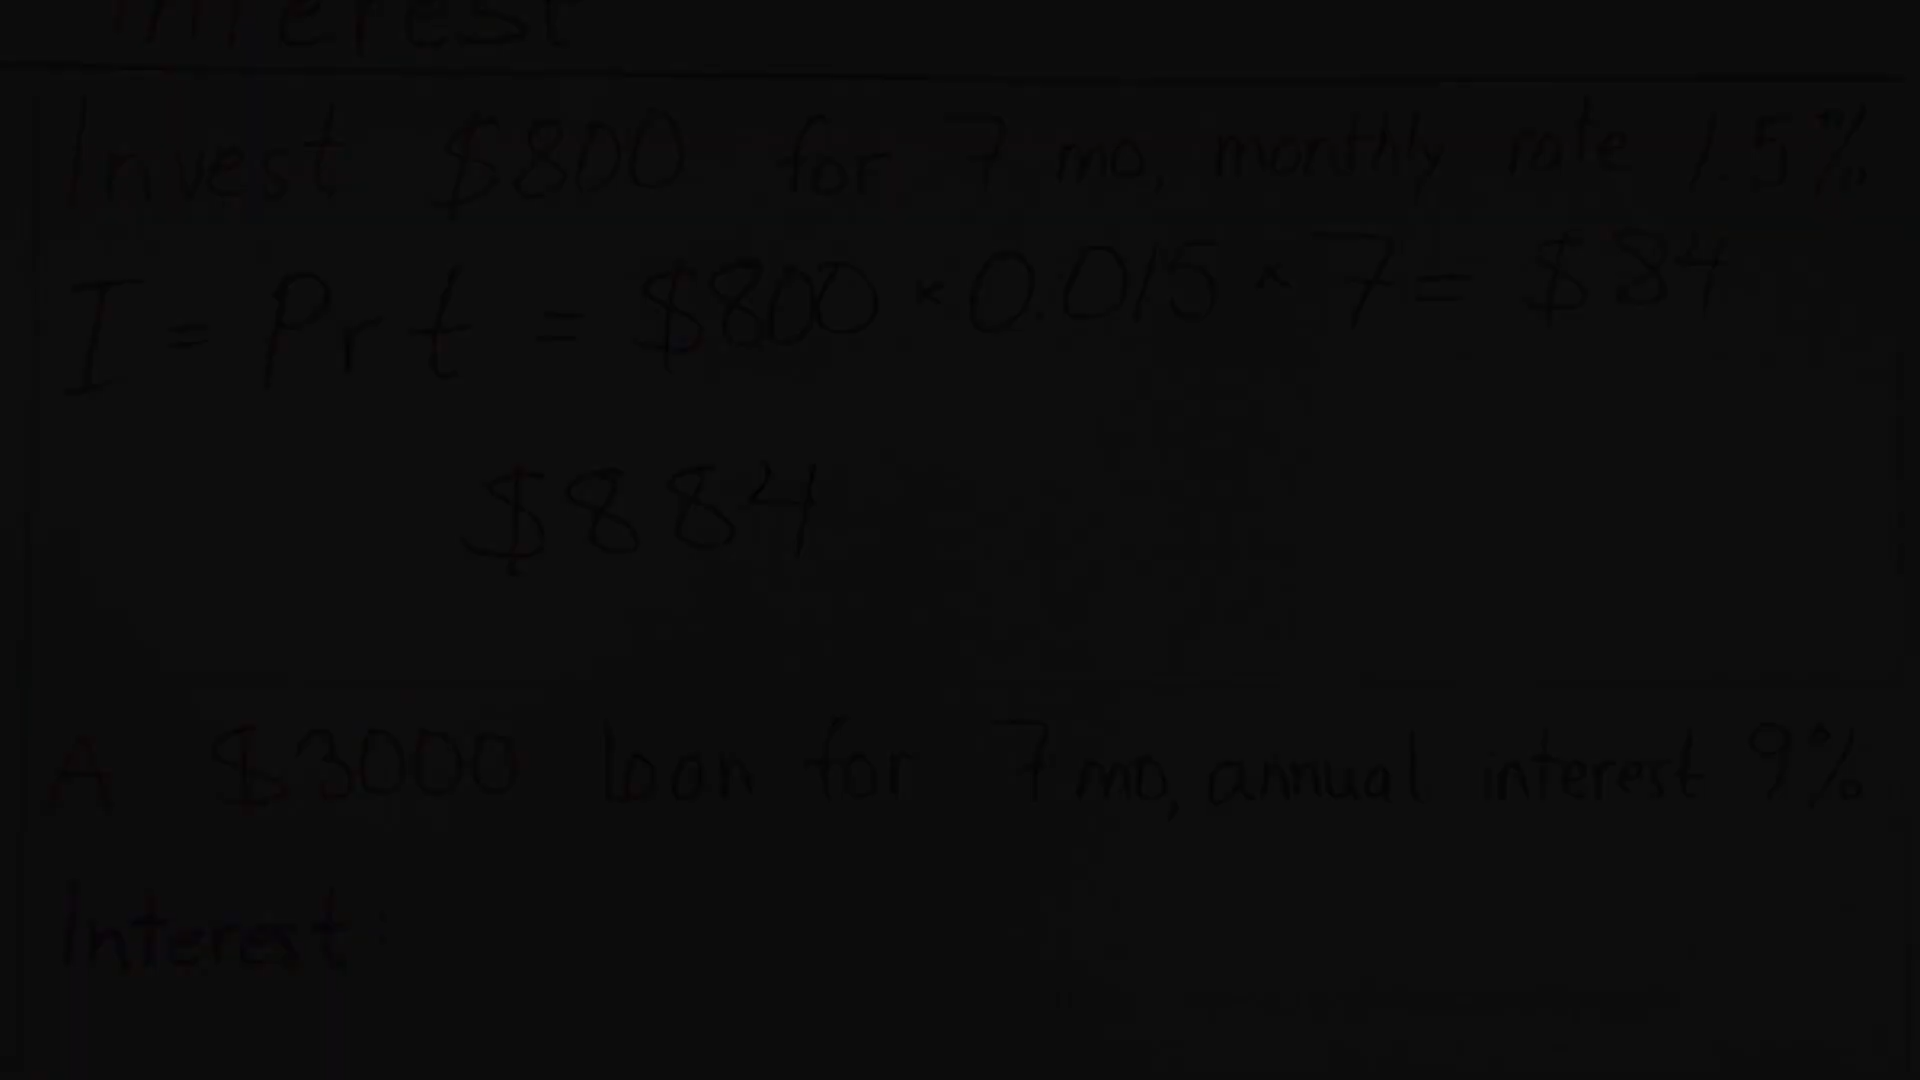 Interest
Invest $800 for 7 mo, monthly rate 1.5%
I = Prt = $800 × 0.015 × 7 = $84
$884
A $3000 loan for 7 mo, annual interest 9%
Interest: